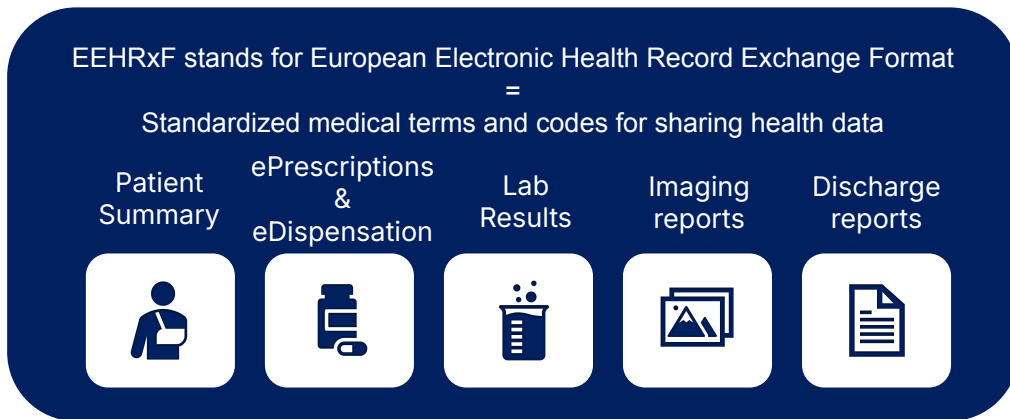 EEHRxF stands for European Electronic Health Record Exchange Format
=
Standardized medical terms and codes for sharing health data
Patient
Summary
ePrescriptions
&
eDispensation
Lab
Results
Imaging
reports
Discharge
reports